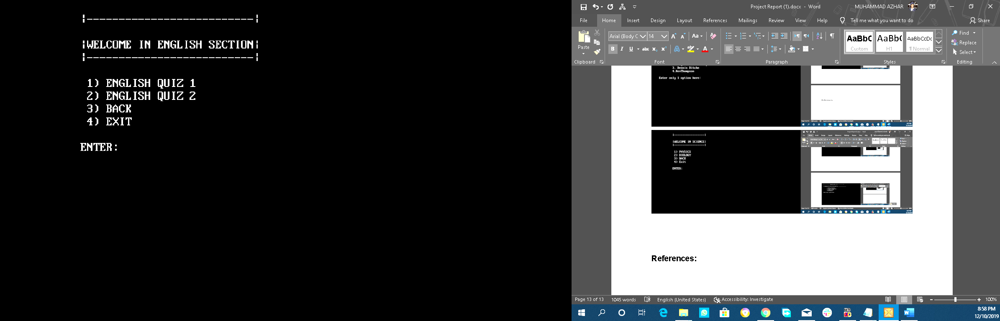 ¦--------------------------¦
¦WELCOME IN ENGLISH SECTION¦
¦--------------------------¦
1) ENGLISH QUIZ 1
2) ENGLISH QUIZ 2
3) BACK
4) EXIT
ENTER:
Project Report (1).docx - Word
MUHAMMAD AZHAR
File Home Insert Design Layout References Mailings Review View Help Tell me what you want to do Share
Paste
Arial (Body C 14
AaBbC AaBbC AaBbCcDc
Custom H1 ¶ Normal
Find
Replace
Select
Clipboard Font Paragraph Styles Editing
3. Dennis Ritche
4.KenThompson
Enter only 1 option here:
References
¦WELCOME IN SCIENCE¦
1) PHYSICS
2) BIOLOGY
3) BACK
4) Exit
ENTER:
References:
Page 13 of 13 1045 words English (United States) Accessibility: Investigate 100%
8:58 PM
12/10/2019